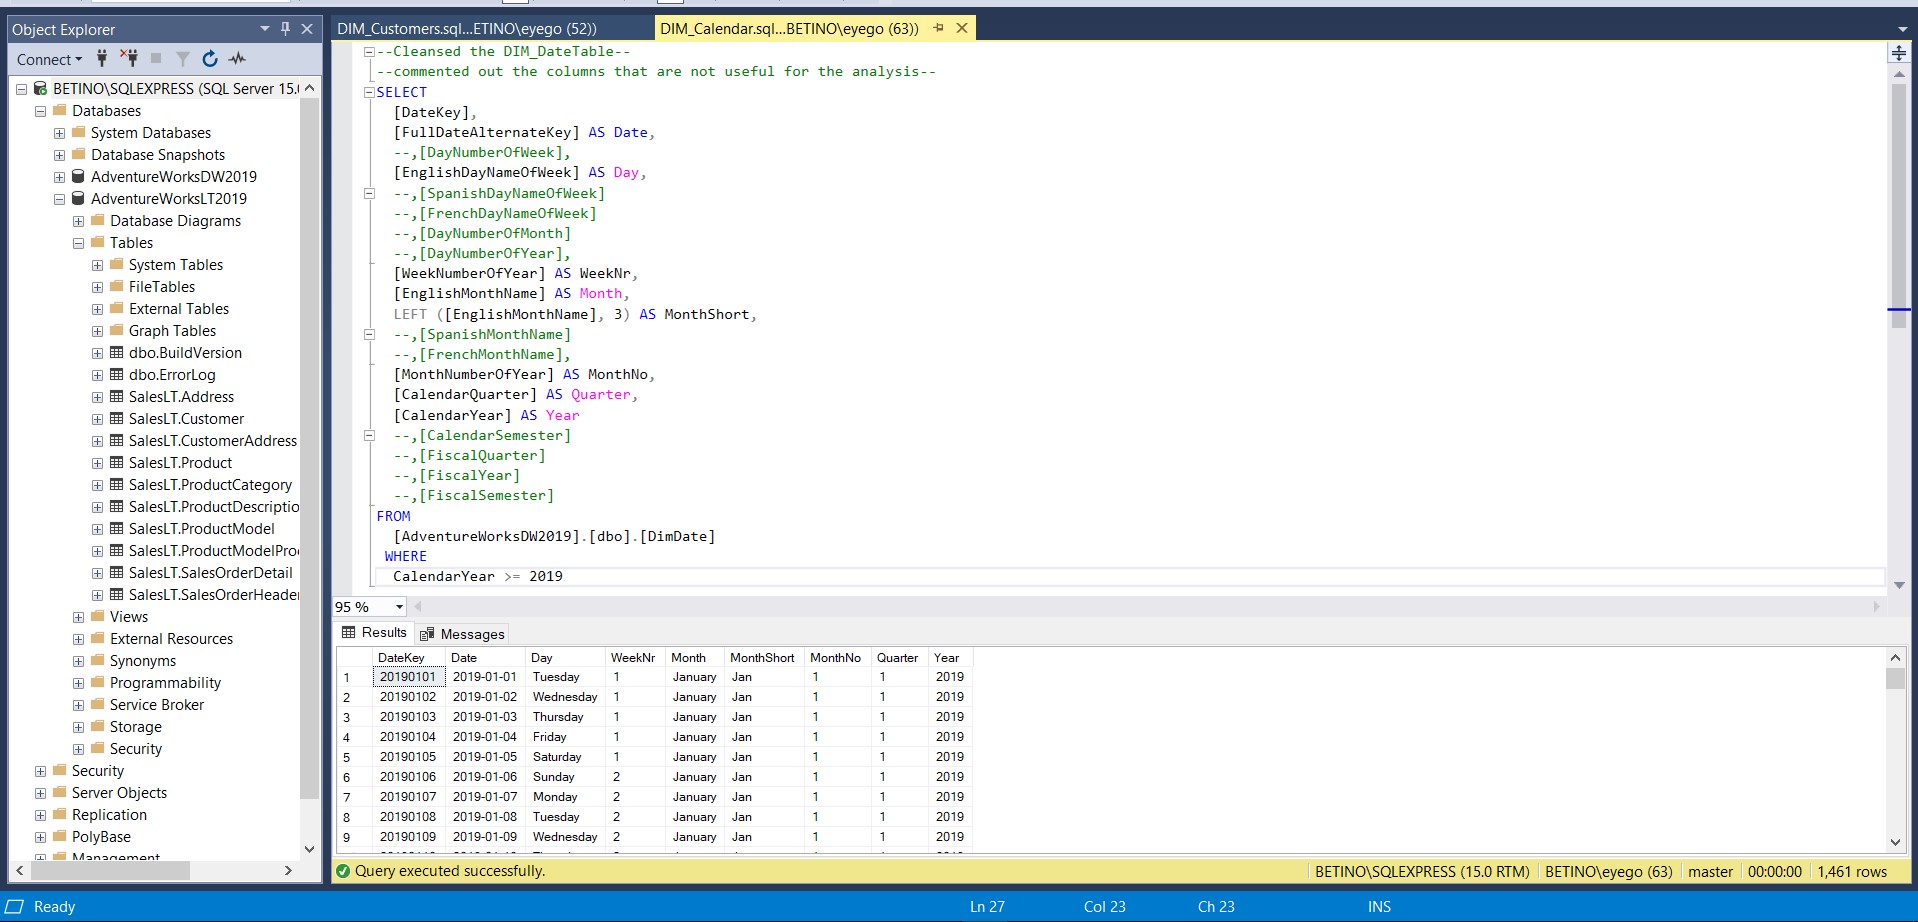 Object Explorer
Connect
BETINO\SQLEXPRESS (SQL Server 15.(
Databases
System Databases
Database Snapshots
AdventureWorksDW2019
AdventureWorksLT2019
Database Diagrams
Tables
System Tables
FileTables
External Tables
Graph Tables
dbo.BuildVersion
dbo.ErrorLog
SalesLT.Address
SalesLT.Customer
SalesLT.CustomerAddress
SalesLT.Product
SalesLT.ProductCategory
SalesLT.ProductDescriptio
SalesLT.ProductModel
SalesLT.ProductModelPro
SalesLT.SalesOrderDetail
SalesLT.SalesOrderHeade
Views
External Resources
Synonyms
Programmability
Service Broker
Storage
Security
Security
Server Objects
Replication
PolyBase
Management
DIM_Customers.sql...ETINO\eyego (52)) DIM_Calendar.sql...BETINO\eyego (63))
--Cleansed the DIM_DateTable--
--commented out the columns that are not useful for the analysis--
SELECT
[DateKey],
[FullDateAlternateKey] AS Date,
--,[DayNumberOfWeek],
[EnglishDayNameOfWeek] AS Day,
--,[SpanishDayNameOfWeek]
--,[FrenchDayNameOfWeek]
--,[DayNumberOfMonth]
--,[DayNumberOfYear],
[WeekNumberOfYear] AS WeekNr,
[EnglishMonthName] AS Month,
LEFT ([EnglishMonthName], 3) AS MonthShort,
--,[SpanishMonthName]
--,[FrenchMonthName],
[MonthNumberOfYear] AS MonthNo,
[CalendarQuarter] AS Quarter,
[CalendarYear] AS Year
--,[CalendarSemester]
--,[FiscalQuarter]
--,[FiscalYear]
--,[FiscalSemester]
FROM
[AdventureWorksDW2019].[dbo].[DimDate]
WHERE
CalendarYear >= 2019
95 %
Results Messages
DateKey Date Day WeekNr Month MonthShort MonthNo Quarter Year
1 20190101 2019-01-01 Tuesday 1 January Jan 1 1 2019
2 20190102 2019-01-02 Wednesday 1 January Jan 1 1 2019
3 20190103 2019-01-03 Thursday 1 January Jan 1 1 2019
4 20190104 2019-01-04 Friday 1 January Jan 1 1 2019
5 20190105 2019-01-05 Saturday 1 January Jan 1 1 2019
6 20190106 2019-01-06 Sunday 2 January Jan 1 1 2019
7 20190107 2019-01-07 Monday 2 January Jan 1 1 2019
8 20190108 2019-01-08 Tuesday 2 January Jan 1 1 2019
9 20190109 2019-01-09 Wednesday 2 January Jan 1 1 2019
Query executed successfully. BETINO\SQLEXPRESS (15.0 RTM) BETINO\eyego (63) master 00:00:00 1,461 rows
Ready Ln 27 Col 23 Ch 23 INS